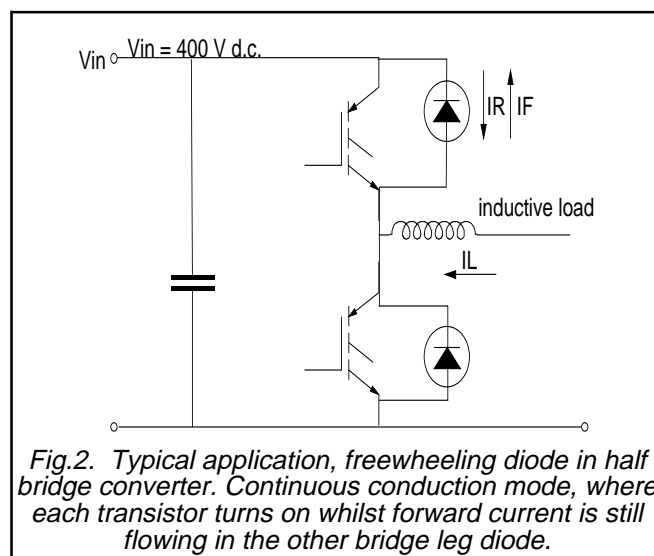 Vin = 400 V d.c.
Vin
IR IF
inductive load
IL
Fig.2. Typical application, freewheeling diode in half
bridge converter. Continuous conduction mode, where
each transistor turns on whilst forward current is still
flowing in the other bridge leg diode.